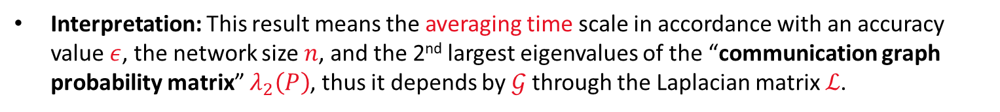 • Interpretation: This result means the averaging time scale in accordance with an accuracy
value ϵ, the network size n, and the 2nd largest eigenvalues of the “communication graph
probability matrix” λ₂(P), thus it depends by 𝒢 through the Laplacian matrix ℒ.